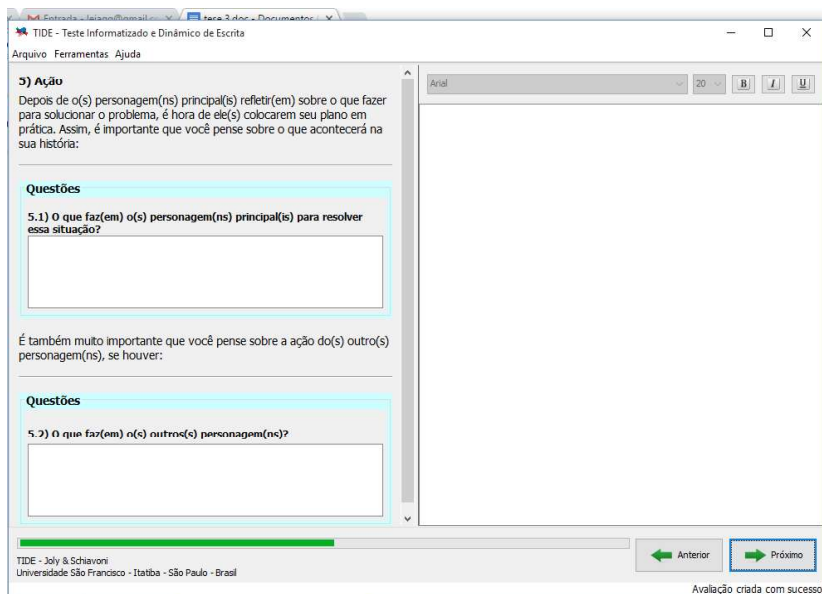 Entrada - lejagn@gmail.c
tese 3.doc - Documentos
TIDE - Teste Informatizado e Dinâmico de Escrita
Arquivo Ferramentas Ajuda
5) Ação
Depois de o(s) personagem(ns) principal(is) refletir(em) sobre o que fazer
para solucionar o problema, é hora de ele(s) colocarem seu plano em
prática. Assim, é importante que você pense sobre o que acontecerá na
sua história:
Questões
5.1) O que faz(em) o(s) personagem(ns) principal(is) para resolver
essa situação?
É também muito importante que você pense sobre a ação do(s) outro(s)
personagem(ns), se houver:
Questões
5.2) O que faz(em) o(s) outros(s) personagem(ns)?
Arial
20
B I U
TIDE - Joly & Schiavoni
Universidade São Francisco - Itatiba - São Paulo - Brasil
Anterior
Próximo
Avaliação criada com sucesso